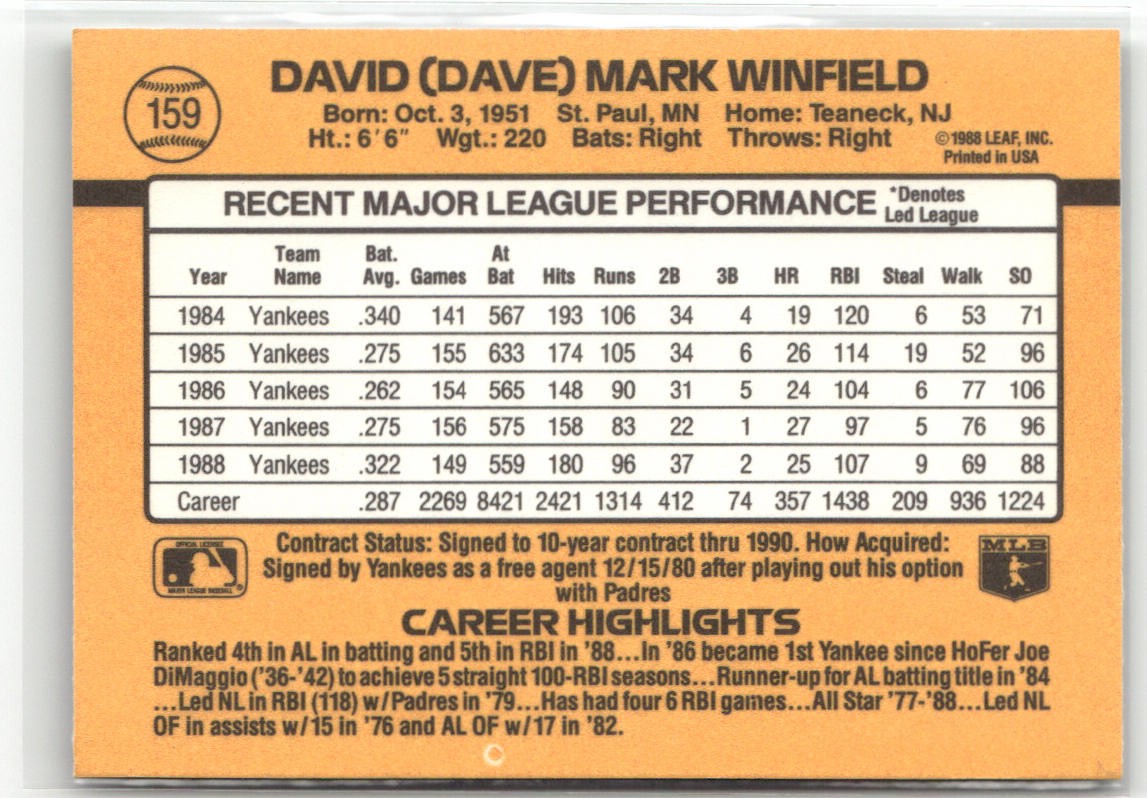 159
DAVID (DAVE) MARK WINFIELD
Born: Oct. 3, 1951 St. Paul, MN Home: Teaneck, NJ
Ht.: 6'6" Wgt.: 220 Bats: Right Throws: Right
©1988 LEAF, INC.
Printed in USA
RECENT MAJOR LEAGUE PERFORMANCE *Denotes Led League
Year Team Name Bat. Avg. Games At Bat Hits Runs 2B 3B HR RBI Steal Walk SO
1984 Yankees .340 141 567 193 106 34 4 19 120 6 53 71
1985 Yankees .275 155 633 174 105 34 6 26 114 19 52 96
1986 Yankees .262 154 565 148 90 31 5 24 104 6 77 106
1987 Yankees .275 156 575 158 83 22 1 27 97 5 76 96
1988 Yankees .322 149 559 180 96 37 2 25 107 9 69 88
Career .287 2269 8421 2421 1314 412 74 357 1438 209 936 1224
OFFICIAL LICENSEE
MAJOR LEAGUE BASEBALL
Contract Status: Signed to 10-year contract thru 1990. How Acquired:
Signed by Yankees as a free agent 12/15/80 after playing out his option
with Padres
MLB
CAREER HIGHLIGHTS
Ranked 4th in AL in batting and 5th in RBI in '88...In '86 became 1st Yankee since HoFer Joe
DiMaggio ('36-'42) to achieve 5 straight 100-RBI seasons...Runner-up for AL batting title in '84
...Led NL in RBI (118) w/Padres in '79...Has had four 6 RBI games...All Star '77-'88...Led NL
OF in assists w/15 in '76 and AL OF w/17 in '82.